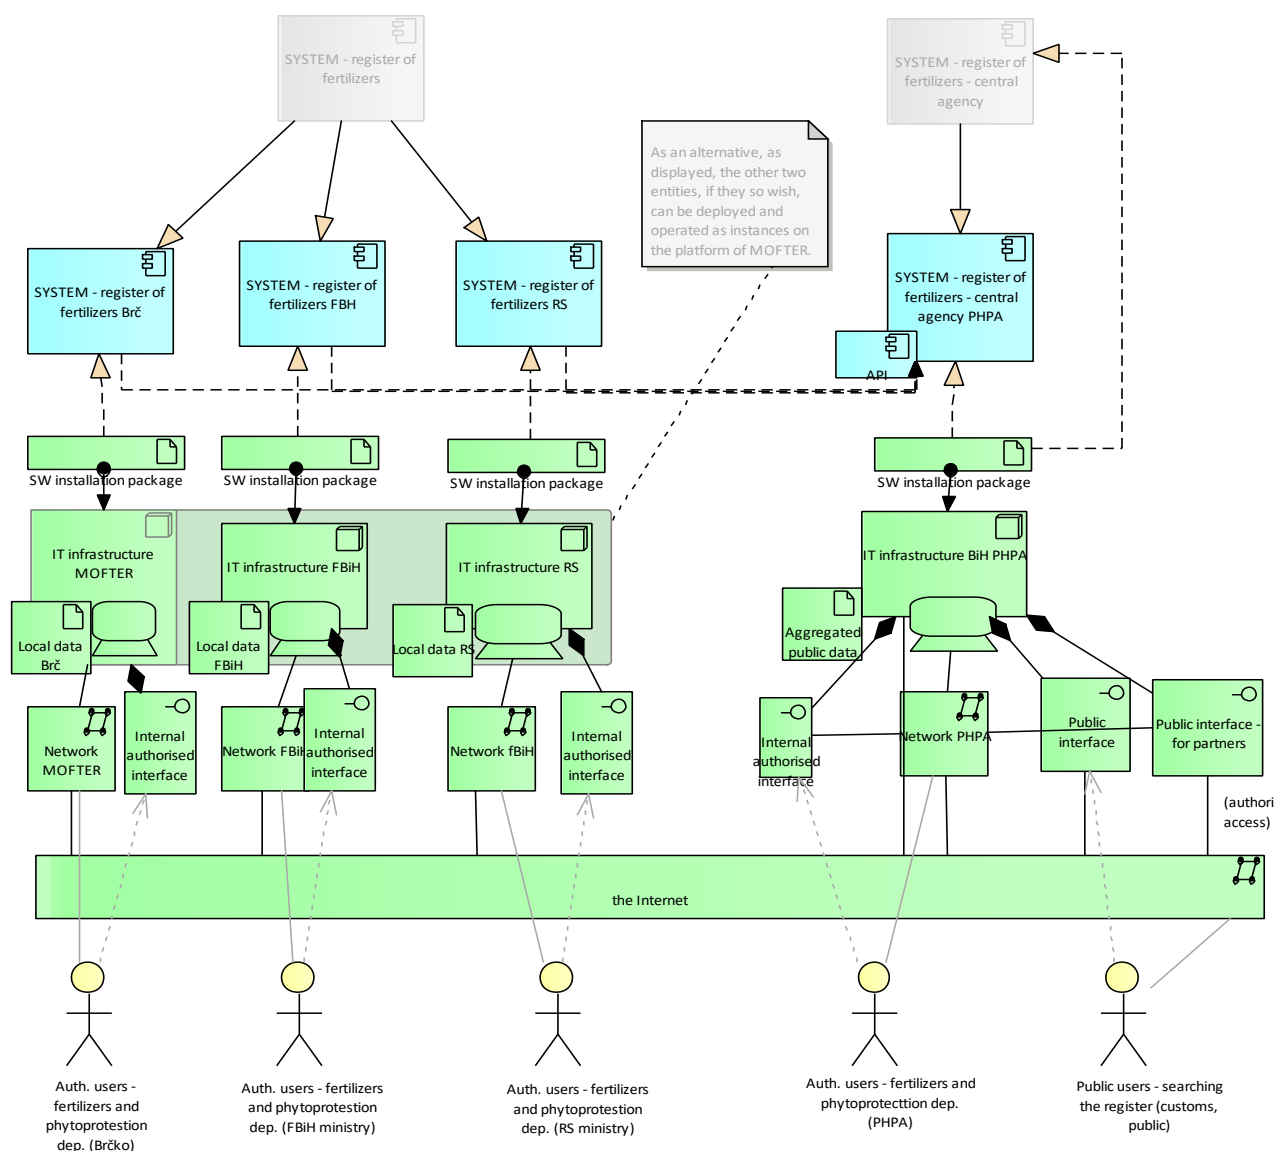 SYSTEM - register of
fertilizers
SYSTEM - register of
fertilizers - central
agency
As an alternative, as
displayed, the other two
entities, if they so wish,
can be deployed and
operated as instances on
the platform of MOFTER.
SYSTEM - register of
fertilizers Brč
SYSTEM - register of
fertilizers FBH
SYSTEM - register of
fertilizers RS
SYSTEM - register of
fertilizers - central
agency PHPA
API
SW installation package
SW installation package
SW installation package
SW installation package
IT infrastructure
MOFTER
IT infrastructure FBiH
IT infrastructure RS
IT infrastructure BiH PHPA
Local data
Brč
Local data
FBiH
Local data RS
Aggregated
public data
Network
MOFTER
Internal
authorised
interface
Network FBiH
Internal
authorised
interface
Network fBiH
Internal
authorised
interface
Internal
authorised
interface
Network PHPA
Public
interface
Public interface -
for partners
(authori
access)
the Internet
Auth. users -
fertilizers and
phytoprotestion
dep. (Brčko)
Auth. users - fertilizers
and phytoprotestion
dep. (FBiH ministry)
Auth. users - fertilizers
and phytoprotestion
dep. (RS ministry)
Auth. users - fertilizers and
phytoprotecttion dep.
(PHPA)
Public users - searching
the register (customs,
public)